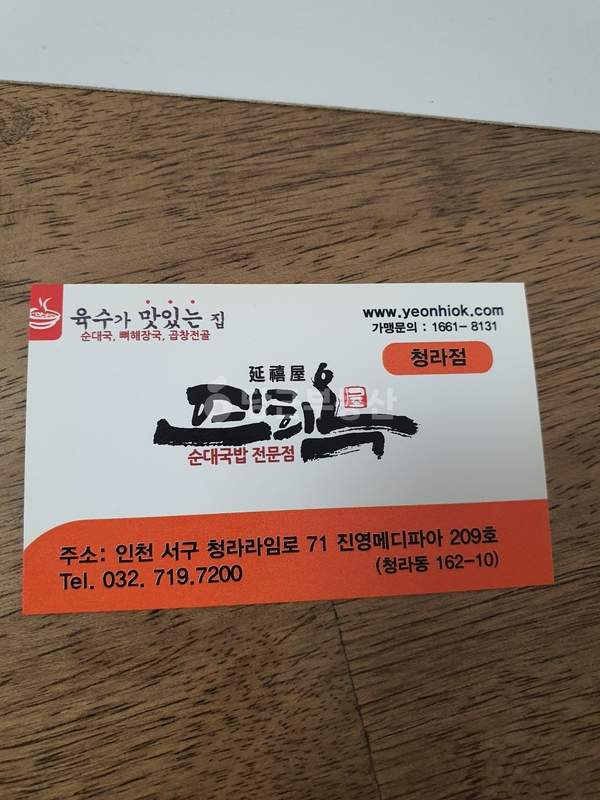 육수가 맛있는 집
순대국, 뼈해장국, 곱창전골
www.yeonhiok.com
가맹문의 : 1661-8131
청라점
延禧屋
연희옥
순대국밥 전문점
주소: 인천 서구 청라라임로 71 진영메디피아 209호
(청라동 162-10)
Tel. 032. 719.7200